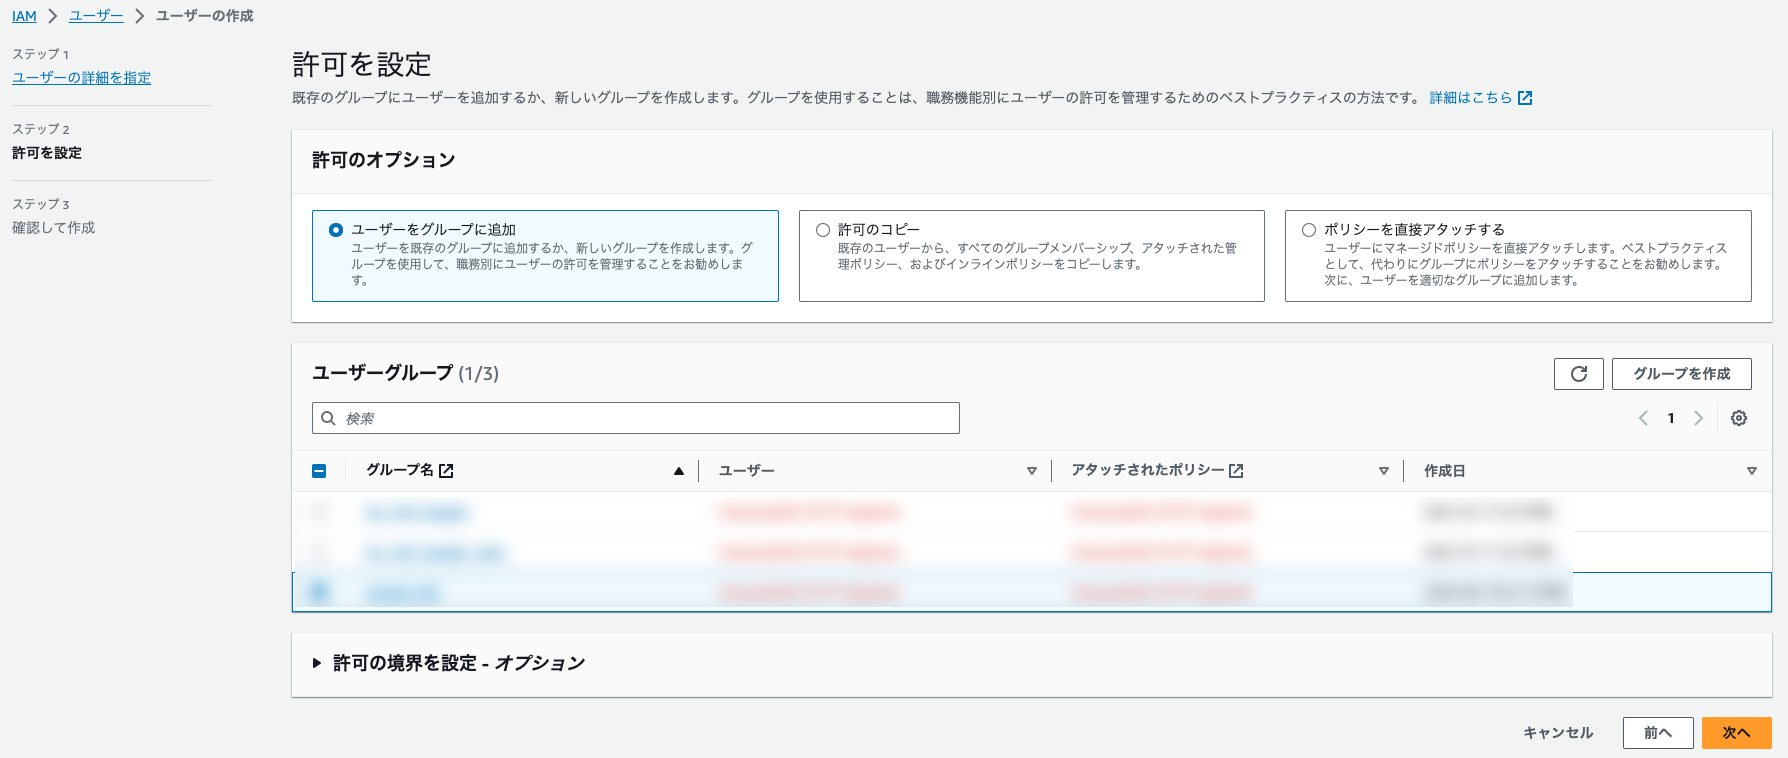 IAM > ユーザー > ユーザーの作成
ステップ 1
ユーザーの詳細を指定
ステップ 2
許可を設定
ステップ 3
確認して作成
許可を設定
既存のグループにユーザーを追加するか、新しいグループを作成します。グループを使用することは、職務機能別にユーザーの許可を管理するためのベストプラクティスの方法です。 詳細はこちら
許可のオプション
ユーザーをグループに追加
ユーザーを既存のグループに追加するか、新しいグループを作成します。グ
ループを使用して、職務別にユーザーの許可を管理することをお勧めしま
す。
許可のコピー
既存のユーザーから、すべてのグループメンバーシップ、アタッチされた管
理ポリシー、およびインラインポリシーをコピーします。
ポリシーを直接アタッチする
ユーザーにマネージドポリシーを直接アタッチします。ベストプラクティス
として、代わりにグループにポリシーをアタッチすることをお勧めします。
次に、ユーザーを適切なグループに追加します。
ユーザーグループ (1/3)
グループを作成
検索
1
グループ名 ユーザー アタッチされたポリシー 作成日
許可の境界を設定 - オプション
キャンセル 前へ 次へ